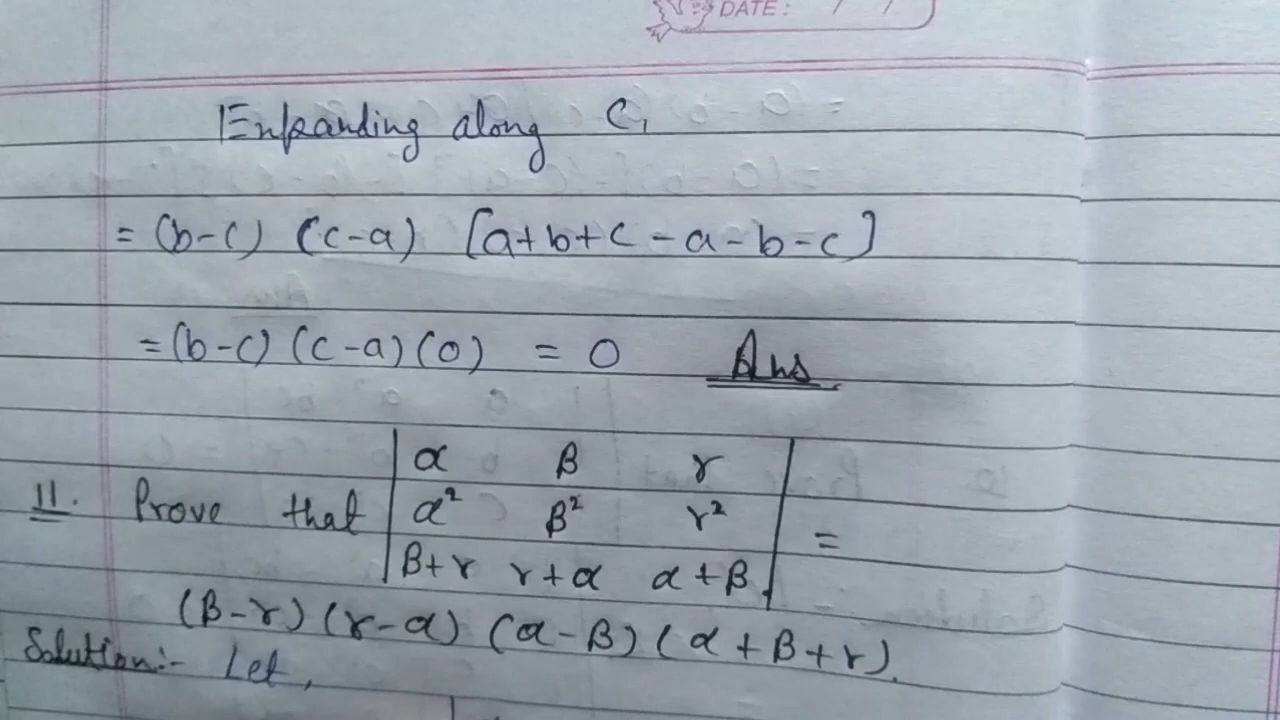 DATE: / /
Expanding along C₁
= (b-c) (c-a) [a+b+c-a-b-c]
= (b-c) (c-a) (0) = 0 Ans
α β γ
11. Prove that α² β² γ² =
β+γ γ+α α+β
(β-γ) (γ-α) (α-β) (α+β+γ).
Solution:- Let,